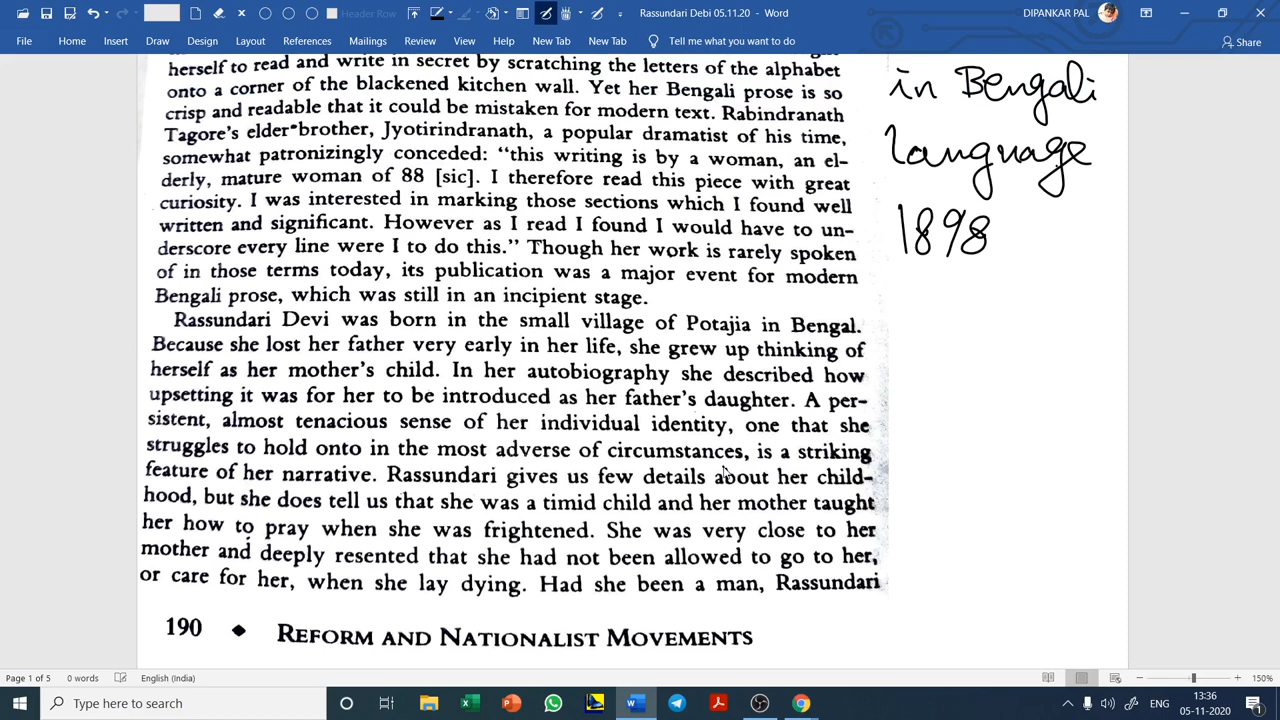 Rassundari Debi 05.11.20 - Word
DIPANKAR PAL
Header Row
File Home Insert Draw Design Layout References Mailings Review View Help New Tab New Tab Tell me what you want to do Share
herself to read and write in secret by scratching the letters of the alphabet
onto a corner of the blackened kitchen wall. Yet her Bengali prose is so
crisp and readable that it could be mistaken for modern text. Rabindranath
Tagore's elder brother, Jyotirindranath, a popular dramatist of his time,
somewhat patronizingly conceded: "this writing is by a woman, an el-
derly, mature woman of 88 [sic]. I therefore read this piece with great
curiosity. I was interested in marking those sections which I found well
written and significant. However as I read I found I would have to un-
derscore every line were I to do this." Though her work is rarely spoken
of in those terms today, its publication was a major event for modern
Bengali prose, which was still in an incipient stage.
Rassundari Devi was born in the small village of Potajia in Bengal.
Because she lost her father very early in her life, she grew up thinking of
herself as her mother's child. In her autobiography she described how
upsetting it was for her to be introduced as her father's daughter. A per-
sistent, almost tenacious sense of her individual identity, one that she
struggles to hold onto in the most adverse of circumstances, is a striking
feature of her narrative. Rassundari gives us few details about her child-
hood, but she does tell us that she was a timid child and her mother taught
her how to pray when she was frightened. She was very close to her
mother and deeply resented that she had not been allowed to go to her,
or care for her, when she lay dying. Had she been a man, Rassundari
190 ◆ REFORM AND NATIONALIST MOVEMENTS
in Bengali
language
1898
Page 1 of 5 0 words English (India) 150%
Type here to search
ENG
13:36
05-11-2020